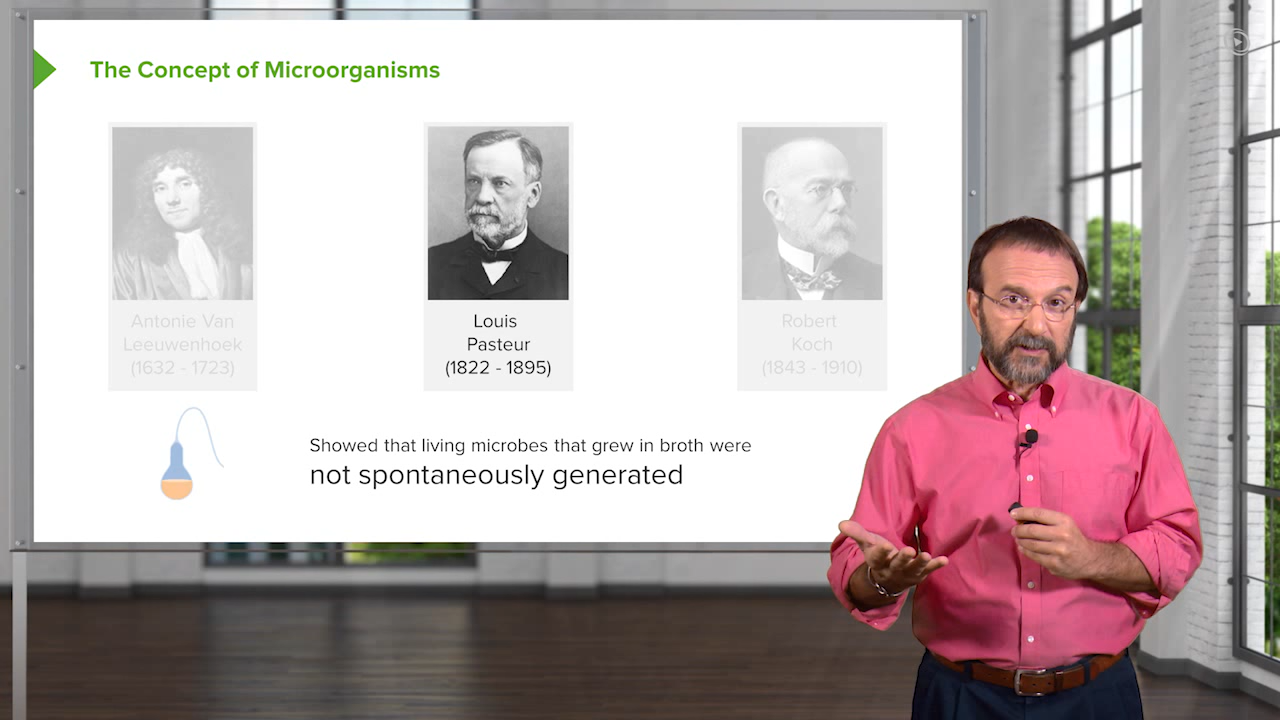 The Concept of Microorganisms
Antonie Van
Leeuwenhoek
(1632 - 1723)
Louis
Pasteur
(1822 - 1895)
Robert
Koch
(1843 - 1910)
Showed that living microbes that grew in broth were
not spontaneously generated